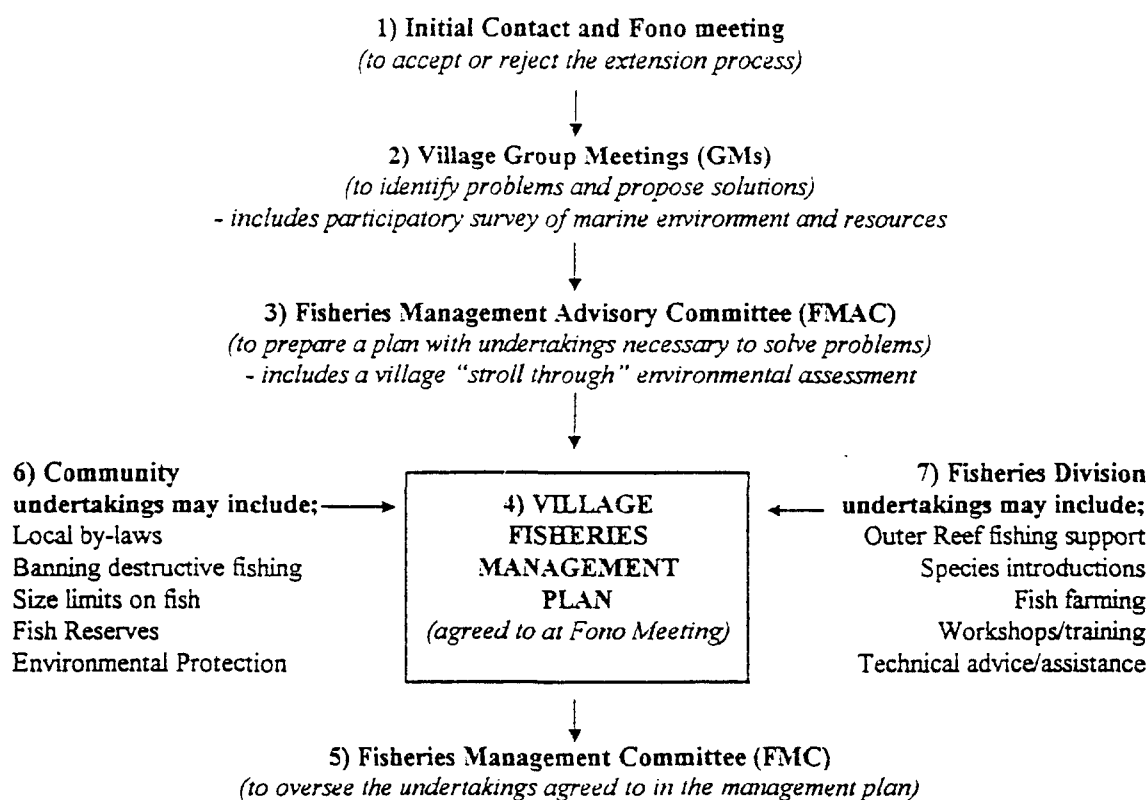 1) Initial Contact and Fono meeting
(to accept or reject the extension process)
2) Village Group Meetings (GMs)
(to identify problems and propose solutions)
- includes participatory survey of marine environment and resources
3) Fisheries Management Advisory Committee (FMAC)
(to prepare a plan with undertakings necessary to solve problems)
- includes a village “stroll through” environmental assessment
6) Community
undertakings may include;
Local by-laws
Banning destructive fishing
Size limits on fish
Fish Reserves
Environmental Protection
4) VILLAGE
FISHERIES
MANAGEMENT
PLAN
(agreed to at Fono Meeting)
7) Fisheries Division
undertakings may include;
Outer Reef fishing support
Species introductions
Fish farming
Workshops/training
Technical advice/assistance
5) Fisheries Management Committee (FMC)
(to oversee the undertakings agreed to in the management plan)